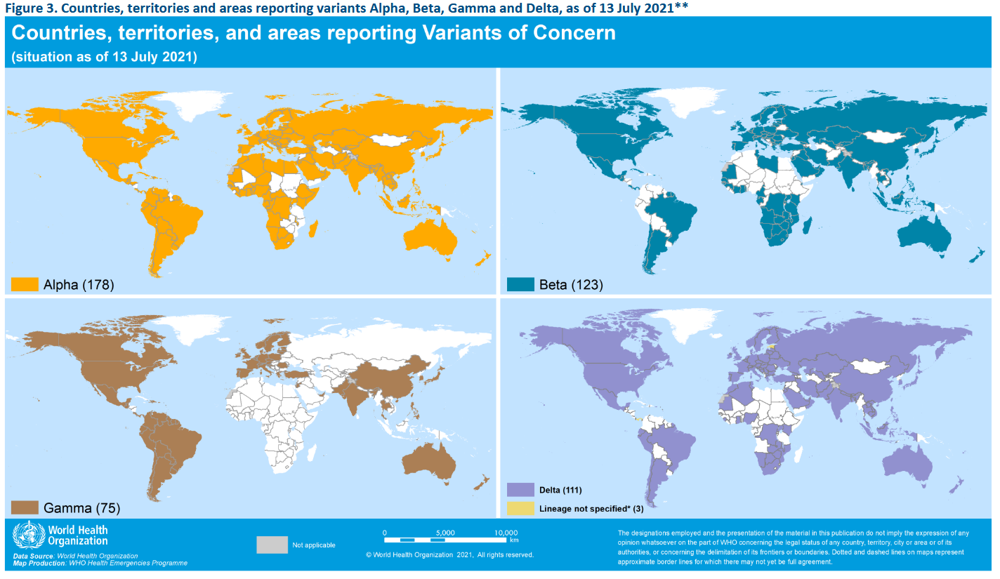 Figure 3. Countries, territories and areas reporting variants Alpha, Beta, Gamma and Delta, as of 13 July 2021**
Countries, territories, and areas reporting Variants of Concern
(situation as of 13 July 2021)
Alpha (178)
Beta (123)
Gamma (75)
Delta (111)
Lineage not specified* (3)
World Health
Organization
Data Source: World Health Organization
Map Production: WHO Health Emergencies Programme
Not applicable
0 5,000 10,000
km
© World Health Organization 2021, All rights reserved.
The designations employed and the presentation of the material in this publication do not imply the expression of any
opinion whatsoever on the part of WHO concerning the legal status of any country, territory, city or area or of its
authorities, or concerning the delimitation of its frontiers or boundaries. Dotted and dashed lines on maps represent
approximate border lines for which there may not yet be full agreement.